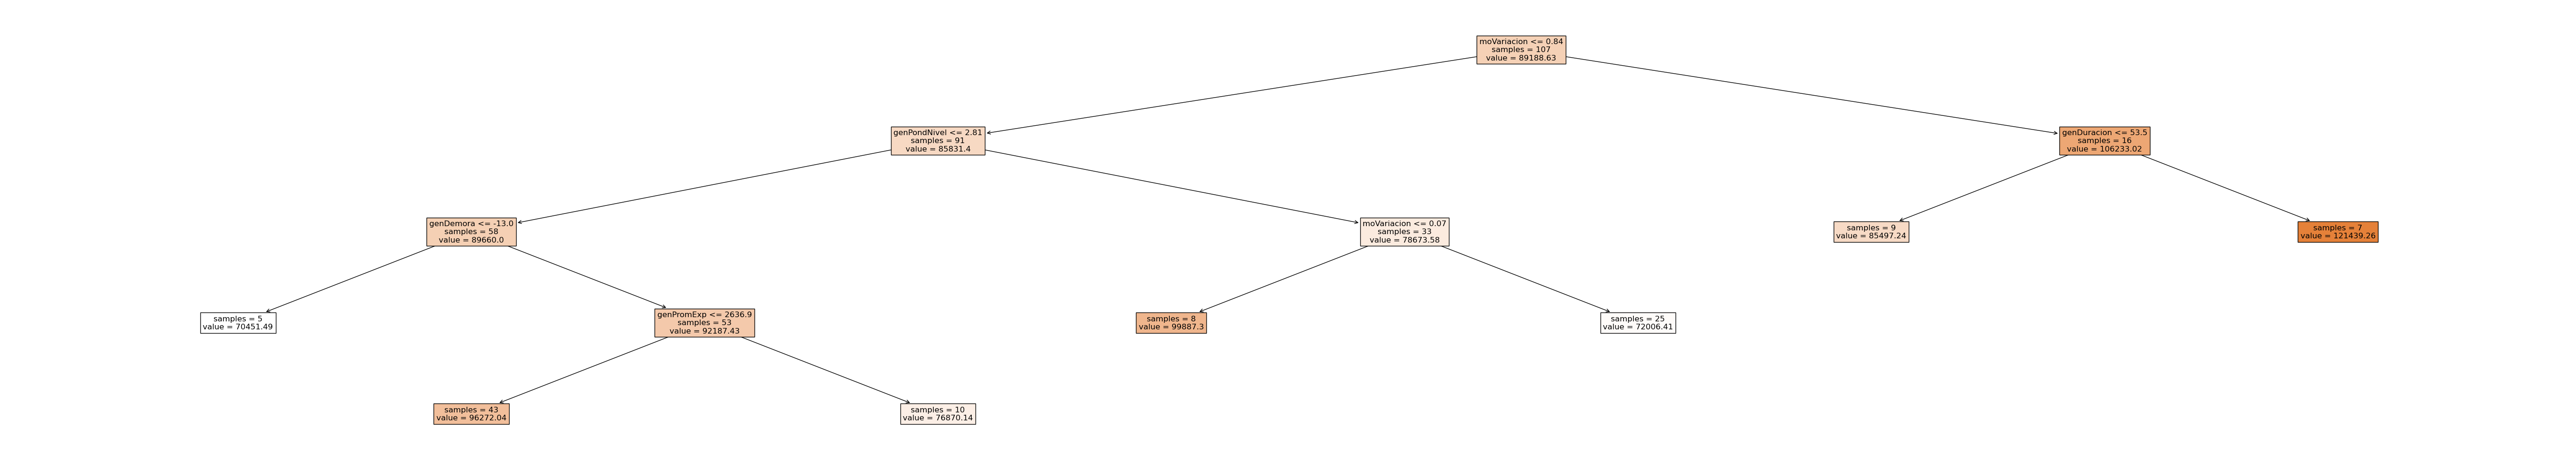 moVariacion <= 0.84
samples = 107
value = 89188.63
genPondNivel <= 2.81
samples = 91
value = 85831.4
genDuracion <= 53.5
samples = 16
value = 106233.02
genDemora <= -13.0
samples = 58
value = 89660.0
moVariacion <= 0.07
samples = 33
value = 78673.58
samples = 9
value = 85497.24
samples = 7
value = 121439.26
samples = 5
value = 70451.49
genPromExp <= 2636.9
samples = 53
value = 92187.43
samples = 8
value = 99887.3
samples = 25
value = 72006.41
samples = 43
value = 96272.04
samples = 10
value = 76870.14